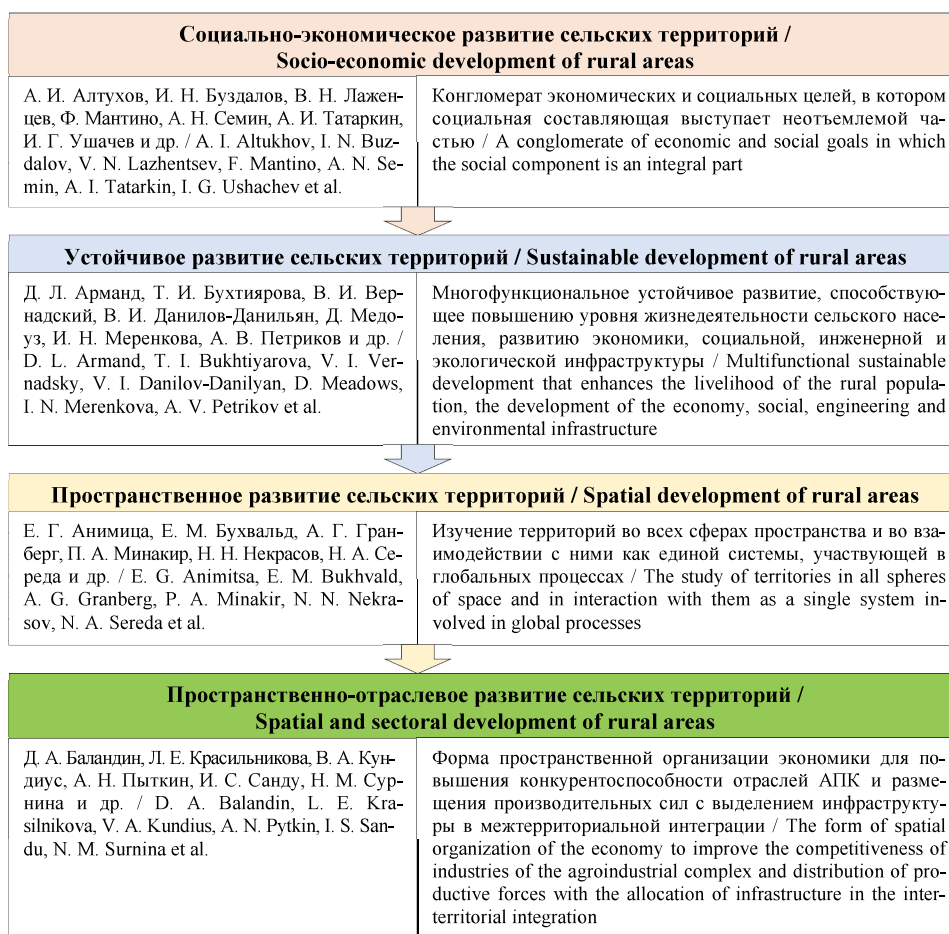 Социально-экономическое развитие сельских территорий /
Socio-economic development of rural areas
А. И. Алтухов, И. Н. Буздалов, В. Н. Лажен-
цев, Ф. Мантино, А. Н. Семин, А. И. Татаркин,
И. Г. Ушачев и др. / A. I. Altukhov, I. N. Buz-
dalov, V. N. Lazhentsev, F. Mantino, A. N. Se-
min, A. I. Tatarkin, I. G. Ushachev et al.
Конгломерат экономических и социальных целей, в котором
социальная составляющая выступает неотъемлемой ча-
стью / A conglomerate of economic and social goals in which
the social component is an integral part
Устойчивое развитие сельских территорий / Sustainable development of rural areas
Д. Л. Арманд, Т. И. Бухтиярова, В. И. Вер-
надский, В. И. Данилов-Данильян, Д. Медо-
уз, И. Н. Меренкова, А. В. Петриков и др. /
D. L. Armand, T. I. Bukhtiyarova, V. I. Ver-
nadsky, V. I. Danilov-Danilyan, D. Meadows,
I. N. Merenkova, A. V. Petrikov et al.
Многофункциональное устойчивое развитие, способствую-
щее повышению уровня жизнедеятельности сельского насе-
ления, развитию экономики, социальной, инженерной и
экологической инфраструктуры / Multifunctional sustainable
development that enhances the livelihood of the rural popula-
tion, the development of the economy, social, engineering and
environmental infrastructure
Пространственное развитие сельских территорий / Spatial development of rural areas
Е. Г. Анимица, Е. М. Бухвальд, А. Г. Гран-
берг, П. А. Минакир, Н. Н. Некрасов, Н. А. Се-
реда и др. / E. G. Animitsa, E. M. Bukhvald,
A. G. Granberg, P. A. Minakir, N. N. Nekra-
sov, N. A. Sereda et al.
Изучение территорий во всех сферах пространства и во вза-
имодействии с ними как единой системы, участвующей в
глобальных процессах / The study of territories in all spheres
of space and in interaction with them as a single system in-
volved in global processes
Пространственно-отраслевое развитие сельских территорий /
Spatial and sectoral development of rural areas
Д. А. Баландин, Л. Е. Красильникова, В. А. Кун-
диус, А. Н. Пыткин, И. С. Санду, Н. М. Сур-
нина и др. / D. A. Balandin, L. E. Kra-
silnikova, V. A. Kundius, A. N. Pytkin, I. S. San-
du, N. M. Surnina et al.
Форма пространственной организации экономики для по-
вышения конкурентоспособности отраслей АПК и разме-
щения производительных сил с выделением инфраструкту-
ры в межтерриториальной интеграции / The form of spatial
organization of the economy to improve the competitiveness of
industries of the agroindustrial complex and distribution of pro-
ductive forces with the allocation of infrastructure in the inter-
territorial integration